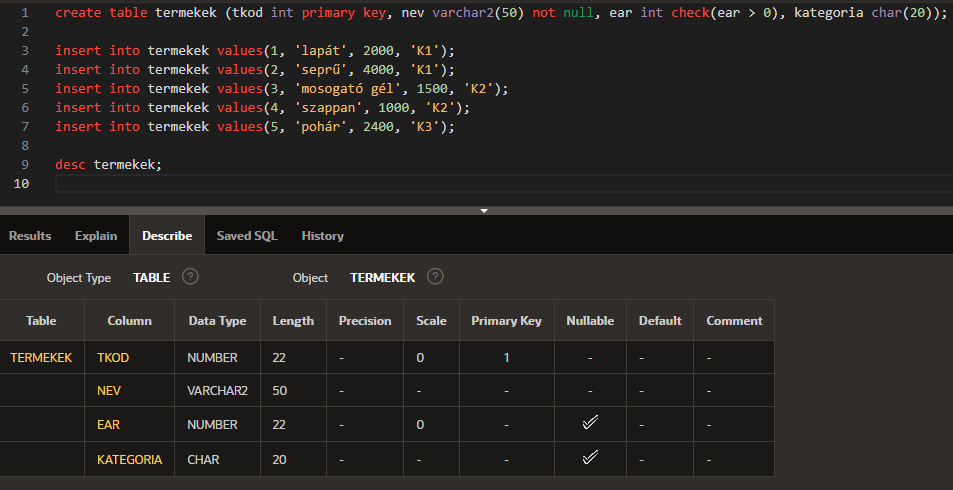 1 create table termekek (tkod int primary key, nev varchar2(50) not null, ear int check(ear > 0), kategoria char(20));
2
3 insert into termekek values(1, 'lapát', 2000, 'K1');
4 insert into termekek values(2, 'seprű', 4000, 'K1');
5 insert into termekek values(3, 'mosogató gél', 1500, 'K2');
6 insert into termekek values(4, 'szappan', 1000, 'K2');
7 insert into termekek values(5, 'pohár', 2400, 'K3');
8
9 desc termekek;
10
Results Explain Describe Saved SQL History
Object Type TABLE ? Object TERMEKEK ?
Table Column Data Type Length Precision Scale Primary Key Nullable Default Comment
TERMEKEK TKOD NUMBER 22 - 0 1 - - -
NEV VARCHAR2 50 - - - - - -
EAR NUMBER 22 - 0 - ✓ - -
KATEGORIA CHAR 20 - - - ✓ - -